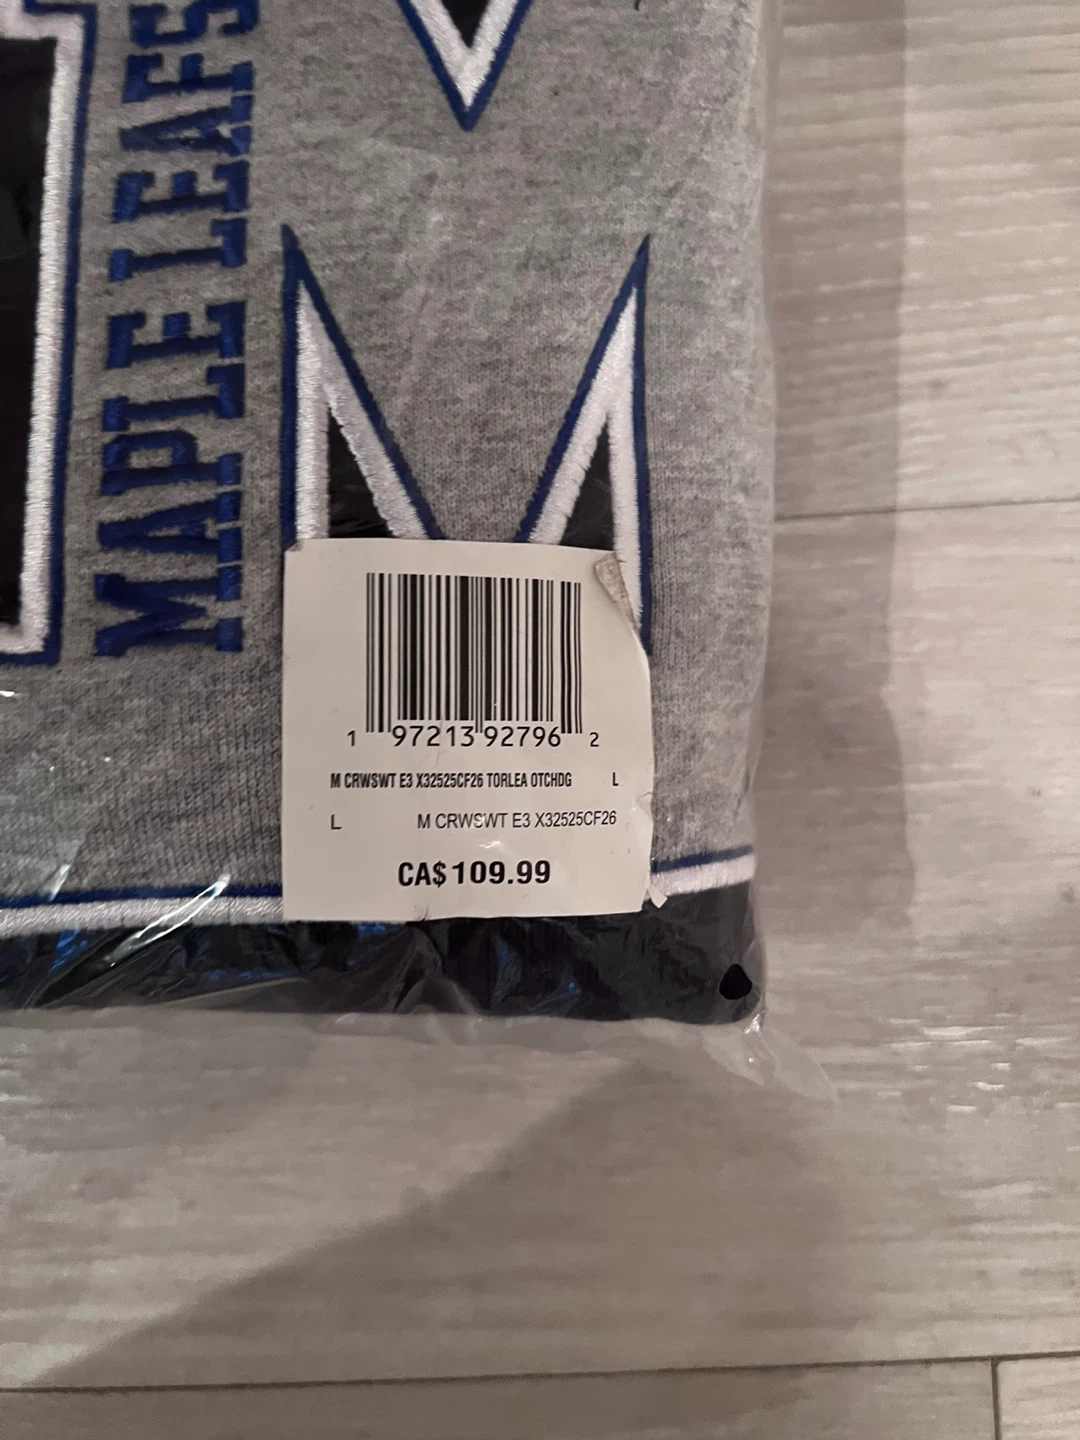 MAPLE LEAFS
M
1 97213 92796 2
M CRWSWT E3 X32525CF26 TORLEA OTCHDG L
L M CRWSWT E3 X32525CF26
CA$109.99